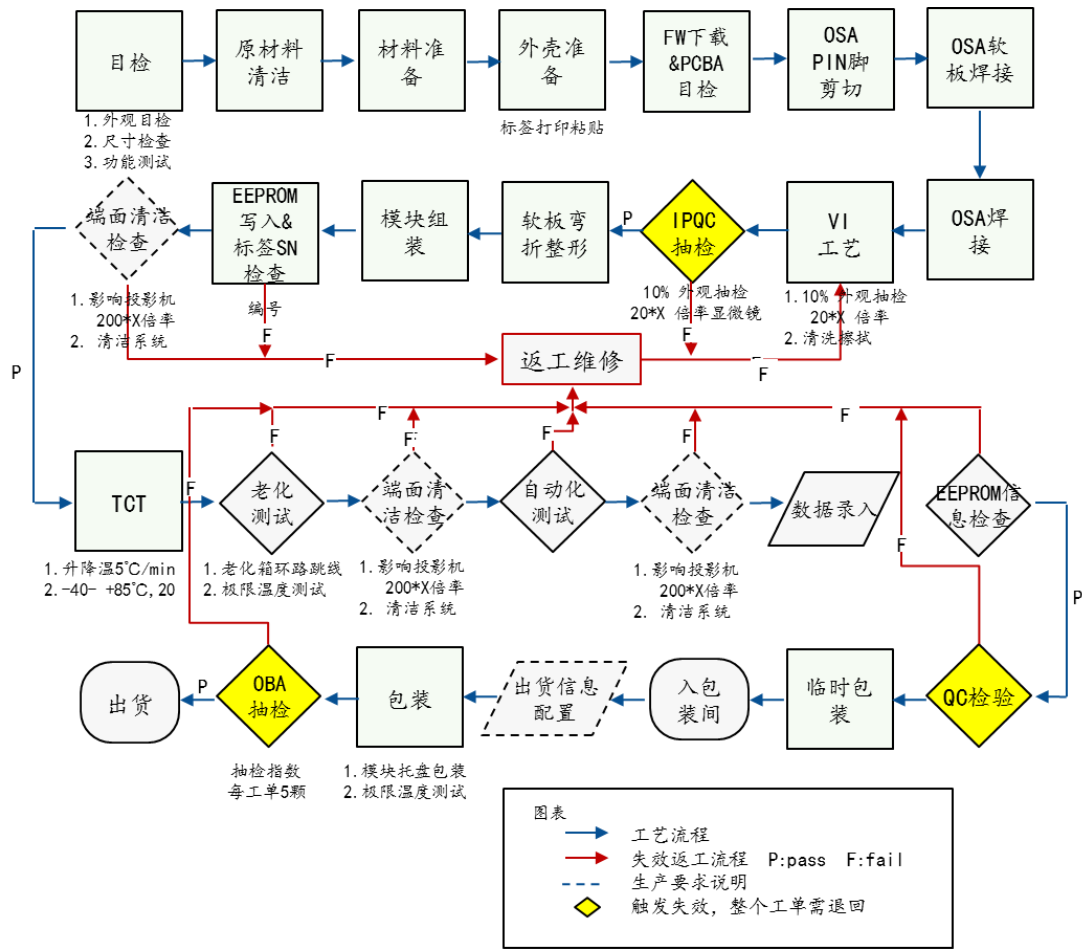 目检
原材料
清洁
材料准
备
外壳准
备
FW下载
&PCBA
目检
OSA
PIN脚
剪切
OSA软
板焊接
1.外观目检
2.尺寸检查
3.功能测试
标签打印粘贴
端面清浩
检查
EEPROM
写入&
标签SN
检查
模块组
装
软板弯
折整形
P
IPQC
抽检
VI
工艺
OSA焊
接
1.影响投影机
200*X倍率
2. 清洁系统
编号
10% 外观抽检
20*X 倍率显微镜
1.10% 外观抽检
20*X 倍率
2.清洗擦拭
F
F
F
F
返工维修
P
F
F
F
F
F
F
F
F
TCT
老化
测试
端面清
洁检查
自动化
测试
端面清浩
检查
数据录入
EEPROM信
息检查
F
1.升降温5℃/min
2.-40- +85℃,20
1.老化箱环路跳线
2.极限温度测试
1.影响投影机
200*X倍率
2. 清洁系统
1.影响投影机
200*X倍率
2. 清洁系统
P
出货
P
OBA
抽检
包装
出货信息
配置
入包
装间
临时包
装
QC检验
抽检指数
每工单5颗
1.模块托盘包装
2.极限温度测试
图表
工艺流程
失效返工流程 P:pass F:fail
生产要求说明
触发失效，整个工单需退回